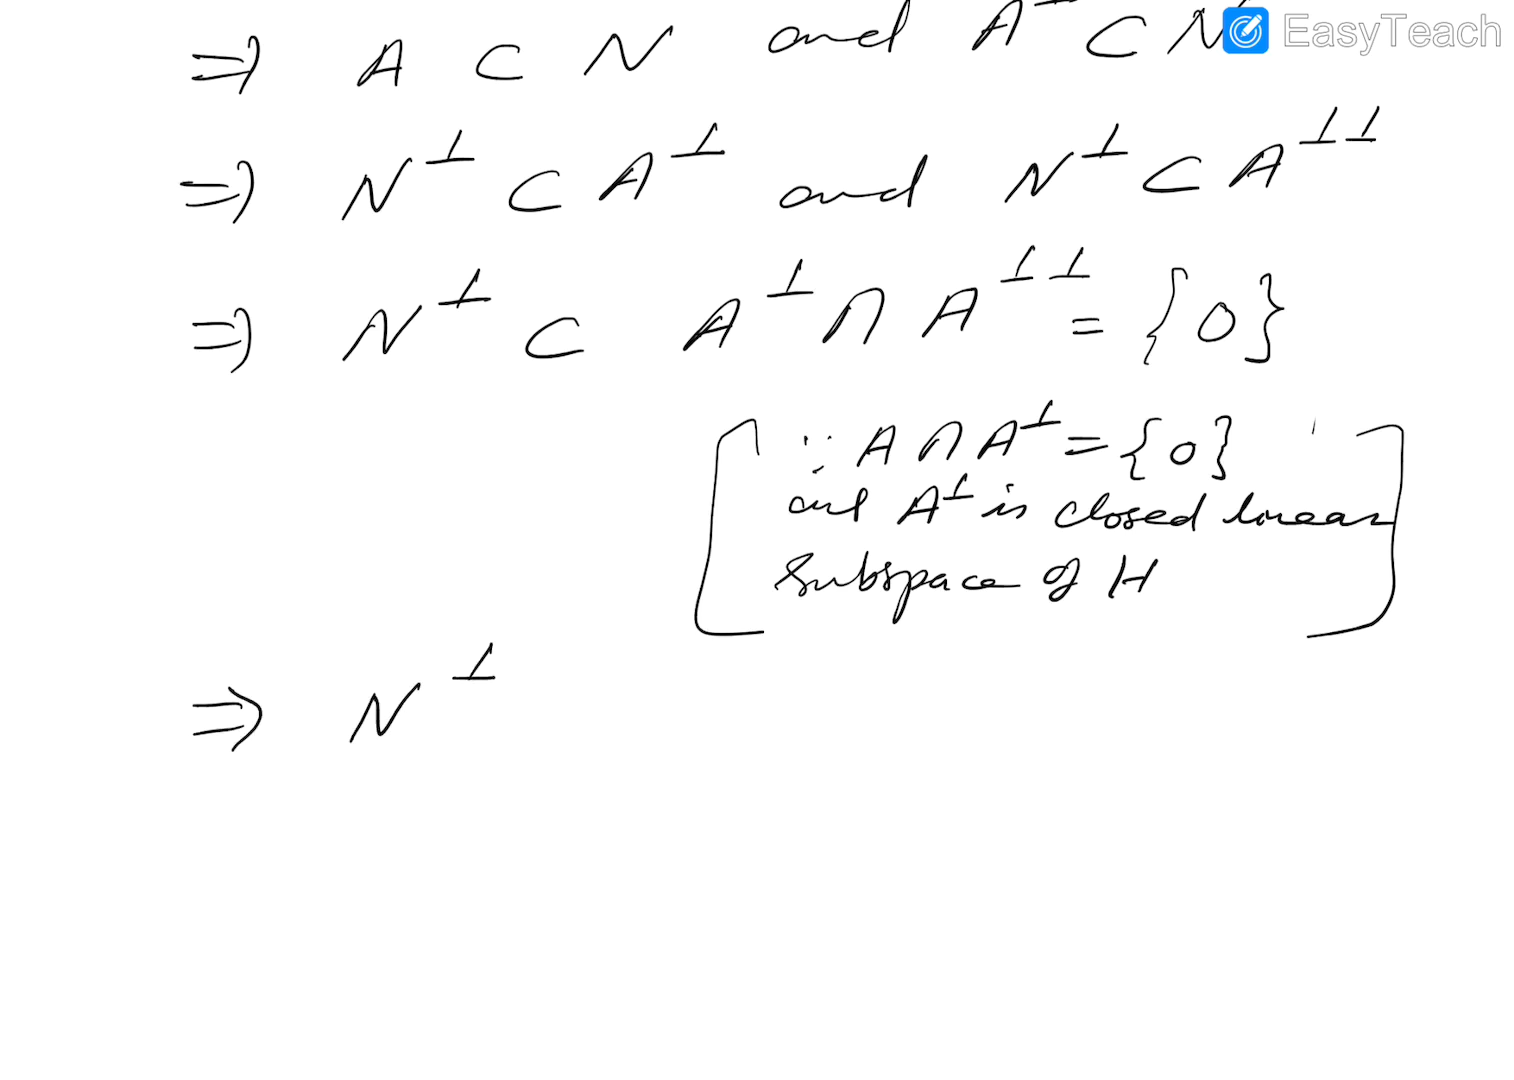 ⇒ A ⊂ N and A⊥ ⊂ N
EasyTeach
⇒ N⊥ ⊂ A⊥ and N⊥ ⊂ A⊥⊥
⇒ N⊥ ⊂ A⊥ ∩ A⊥⊥ = {0}
[∵ A ∩ A⊥ = {0}
and A⊥ is closed linear
subspace of H]
⇒ N⊥